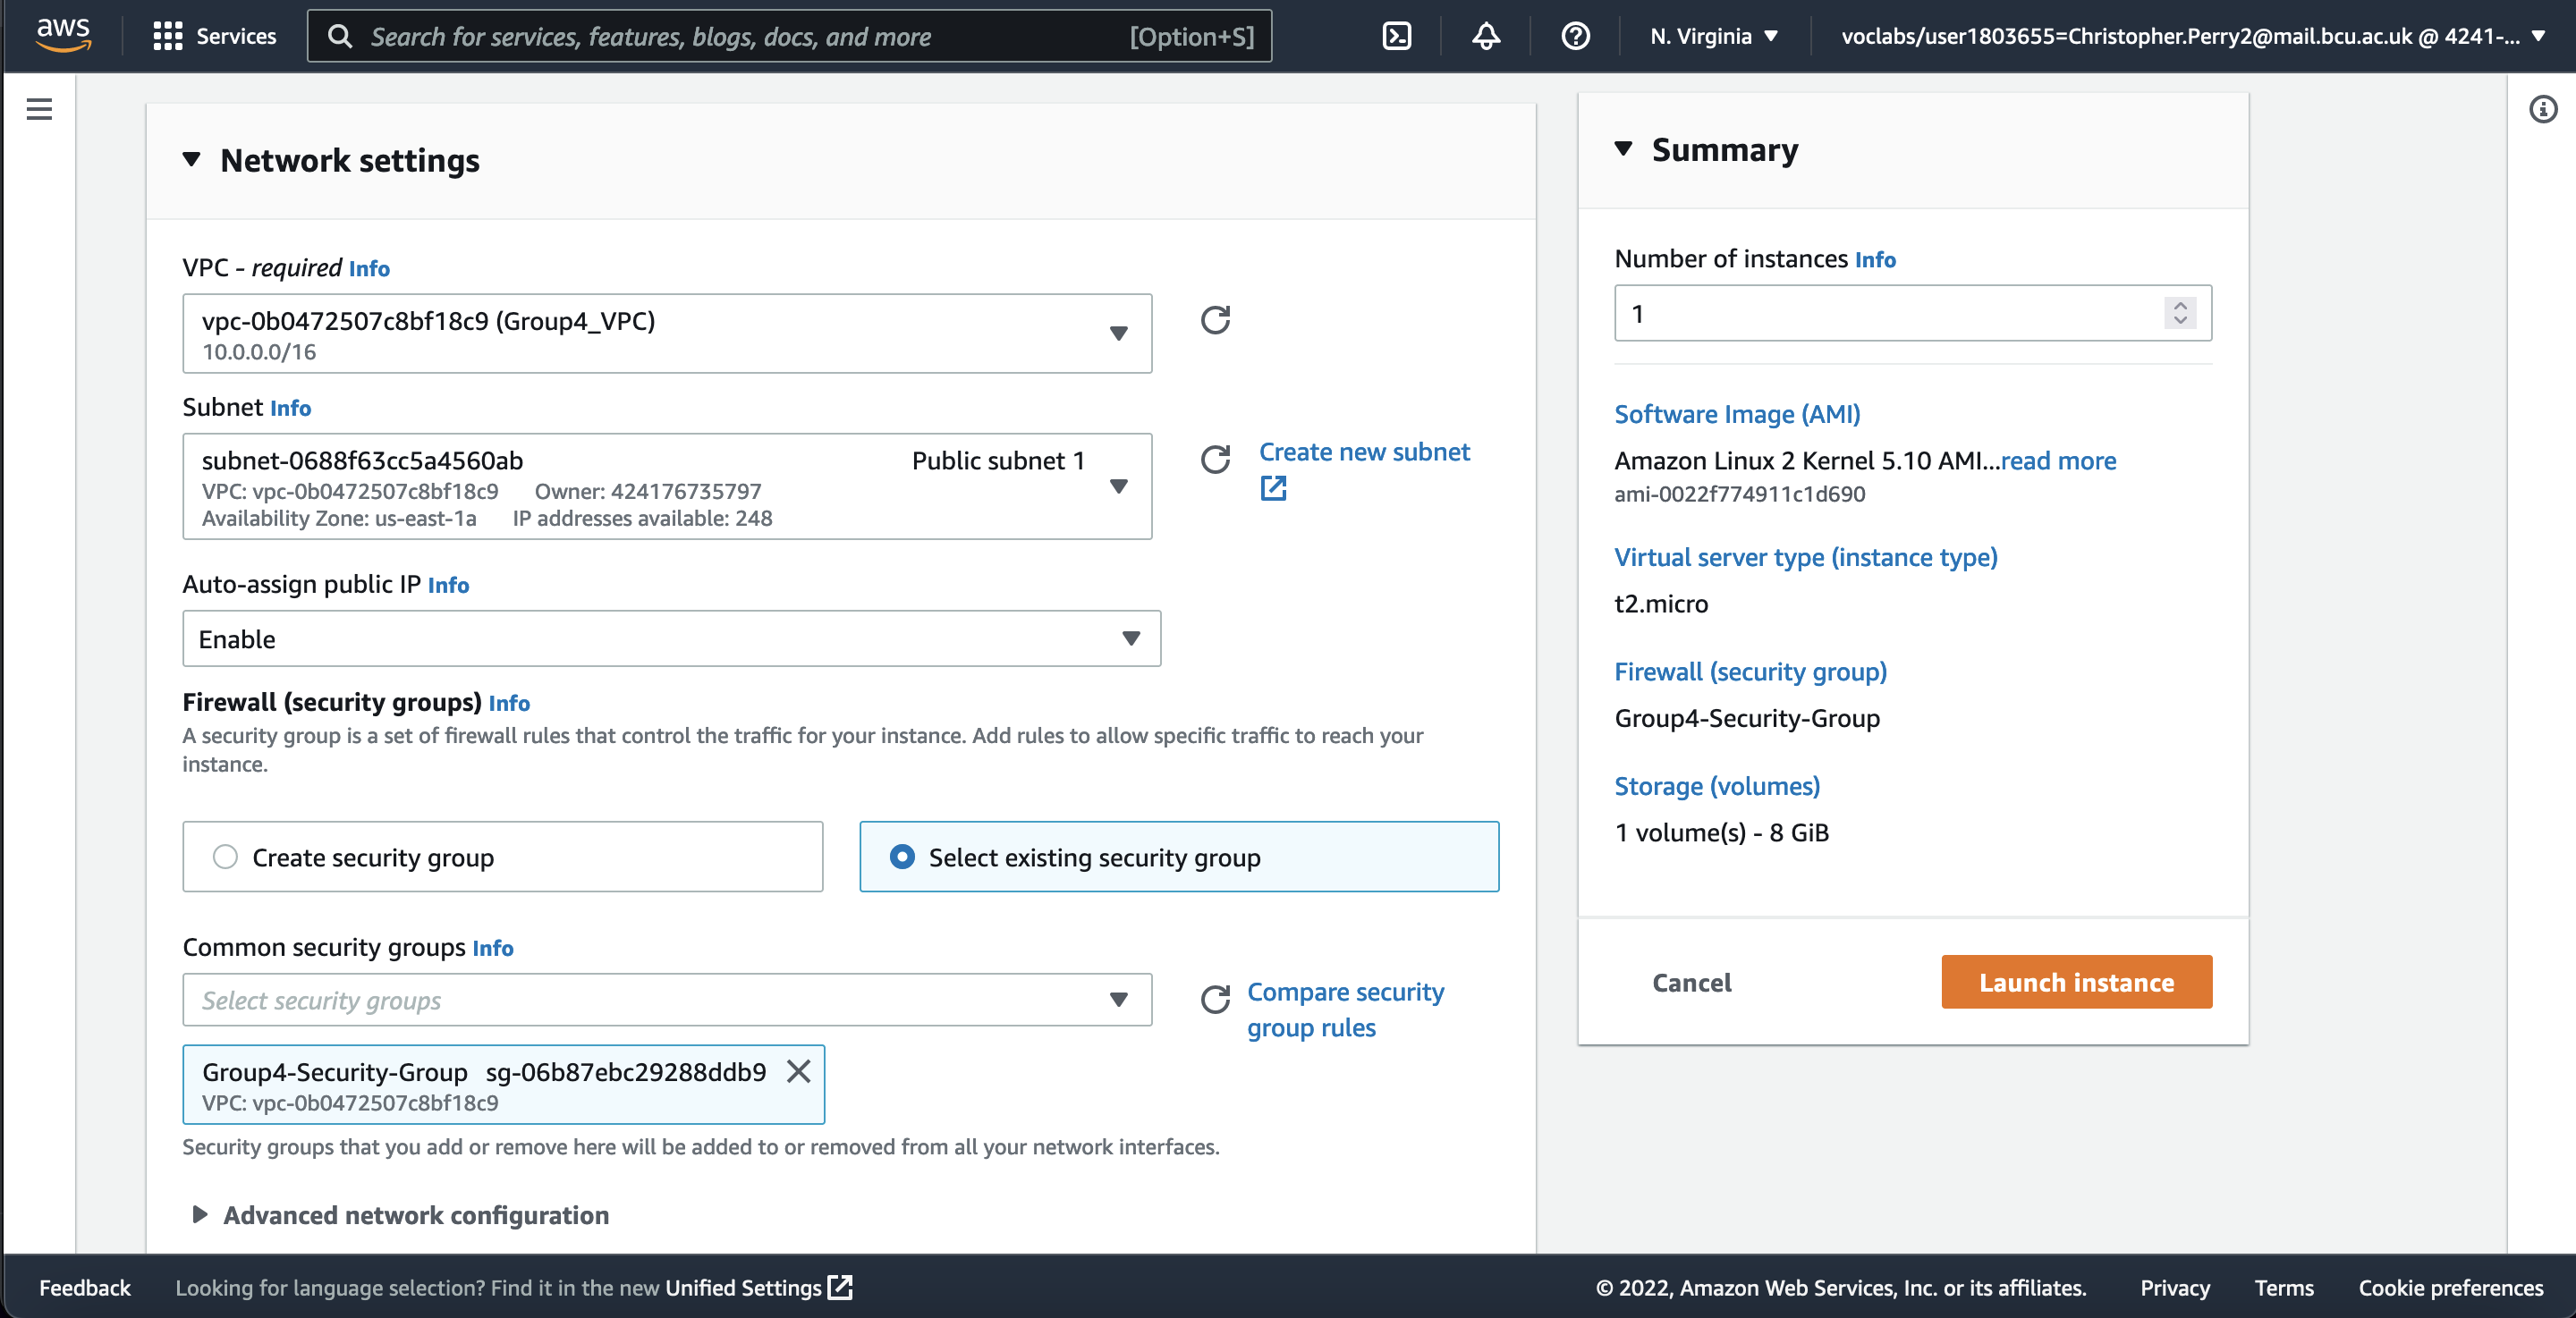 aws
Services
Search for services, features, blogs, docs, and more
[Option+S]
N. Virginia
voclabs/user1803655=Christopher.Perry2@mail.bcu.ac.uk @ 4241-...
Network settings
VPC - required Info
vpc-0b0472507c8bf18c9 (Group4_VPC)
10.0.0.0/16
Subnet Info
subnet-0688f63cc5a4560ab Public subnet 1
VPC: vpc-0b0472507c8bf18c9 Owner: 424176735797
Availability Zone: us-east-1a IP addresses available: 248
Create new subnet
Auto-assign public IP Info
Enable
Firewall (security groups) Info
A security group is a set of firewall rules that control the traffic for your instance. Add rules to allow specific traffic to reach your
instance.
Create security group
Select existing security group
Common security groups Info
Select security groups
Compare security
group rules
Group4-Security-Group sg-06b87ebc29288ddb9
VPC: vpc-0b0472507c8bf18c9
Security groups that you add or remove here will be added to or removed from all your network interfaces.
Advanced network configuration
Summary
Number of instances Info
1
Software Image (AMI)
Amazon Linux 2 Kernel 5.10 AMI...read more
ami-0022f774911c1d690
Virtual server type (instance type)
t2.micro
Firewall (security group)
Group4-Security-Group
Storage (volumes)
1 volume(s) - 8 GiB
Cancel
Launch instance
Feedback
Looking for language selection? Find it in the new Unified Settings
© 2022, Amazon Web Services, Inc. or its affiliates.
Privacy
Terms
Cookie preferences